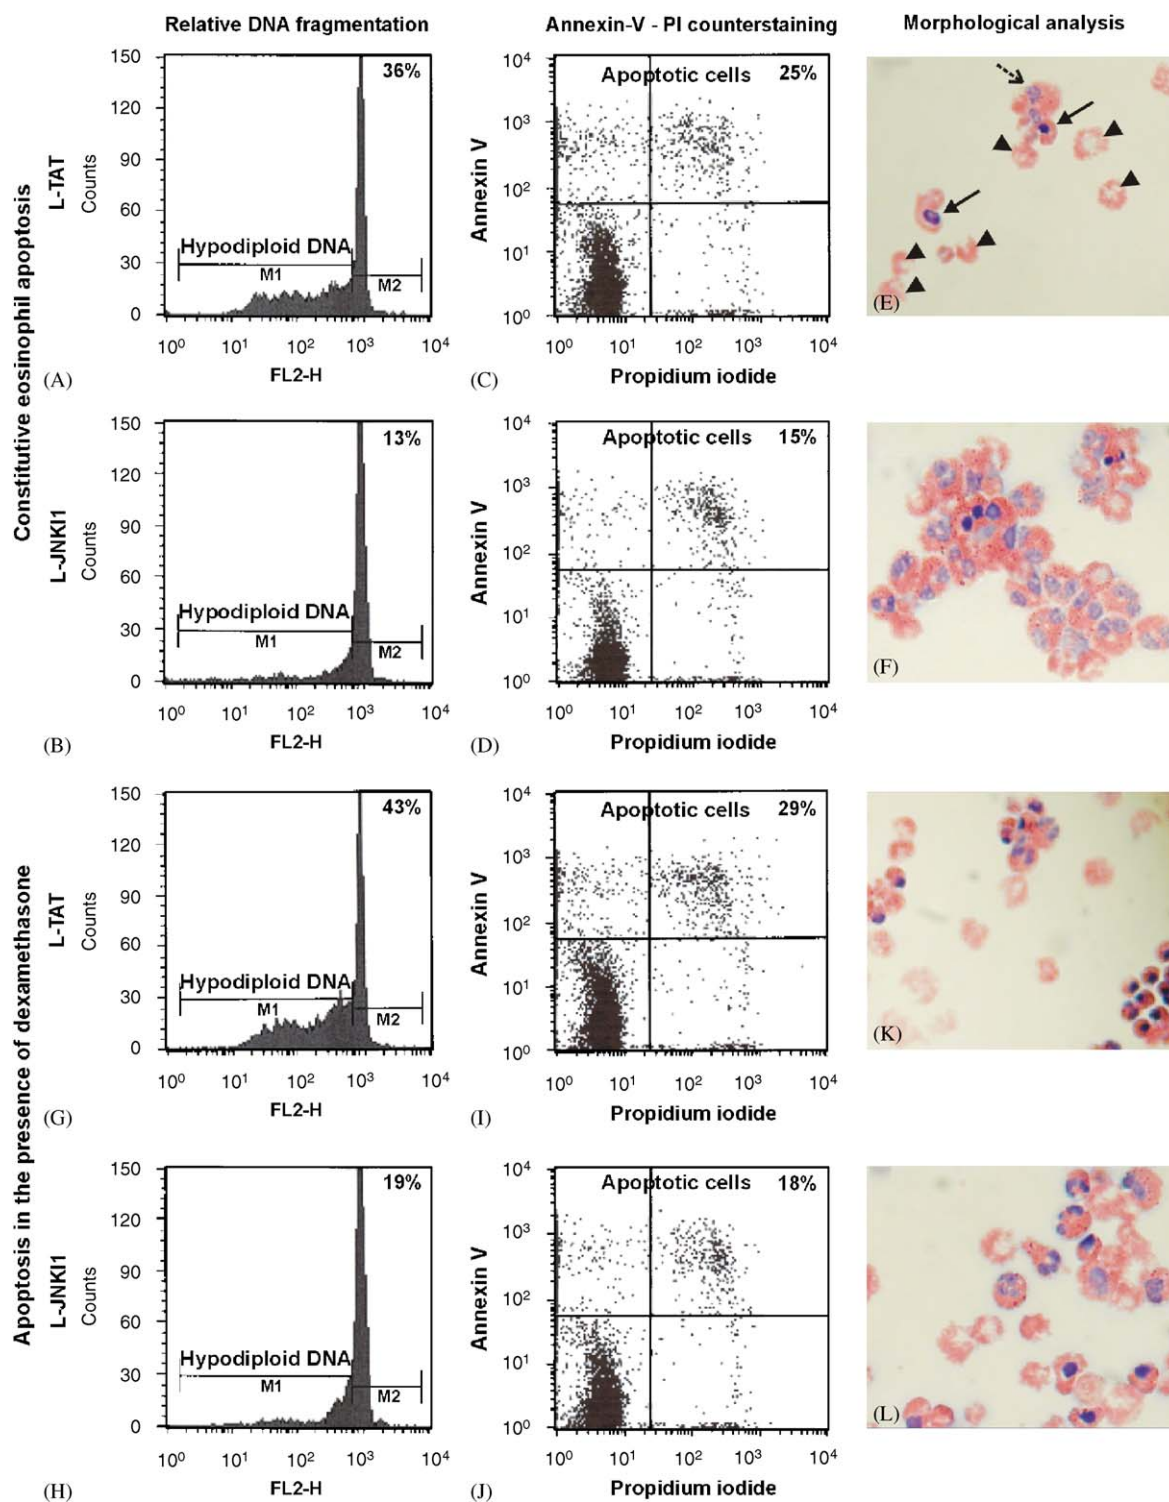 Relative DNA fragmentation
Annexin-V - PI counterstaining
Morphological analysis
Constitutive eosinophil apoptosis
L-TAT
Counts
150
120
90
60
30
0
36%
Hypodiploid DNA
M1
M2
10⁰ 10¹ 10² 10³ 10⁴
FL2-H
(A)
Annexin V
10⁴
10³
10²
10¹
10⁰
Apoptotic cells 25%
10⁰ 10¹ 10² 10³ 10⁴
Propidium iodide
(C)
(E)
L-JNKI1
Counts
150
120
90
60
30
0
13%
Hypodiploid DNA
M1
M2
10⁰ 10¹ 10² 10³ 10⁴
FL2-H
(B)
Annexin V
10⁴
10³
10²
10¹
10⁰
Apoptotic cells 15%
10⁰ 10¹ 10² 10³ 10⁴
Propidium iodide
(D)
(F)
Apoptosis in the presence of dexamethasone
L-TAT
Counts
150
120
90
60
30
0
43%
Hypodiploid DNA
M1
M2
10⁰ 10¹ 10² 10³ 10⁴
FL2-H
(G)
Annexin V
10⁴
10³
10²
10¹
10⁰
Apoptotic cells 29%
10⁰ 10¹ 10² 10³ 10⁴
Propidium iodide
(I)
(K)
L-JNKI1
Counts
150
120
90
60
30
0
19%
Hypodiploid DNA
M1
M2
10⁰ 10¹ 10² 10³ 10⁴
FL2-H
(H)
Annexin V
10⁴
10³
10²
10¹
10⁰
Apoptotic cells 18%
10⁰ 10¹ 10² 10³ 10⁴
Propidium iodide
(J)
(L)